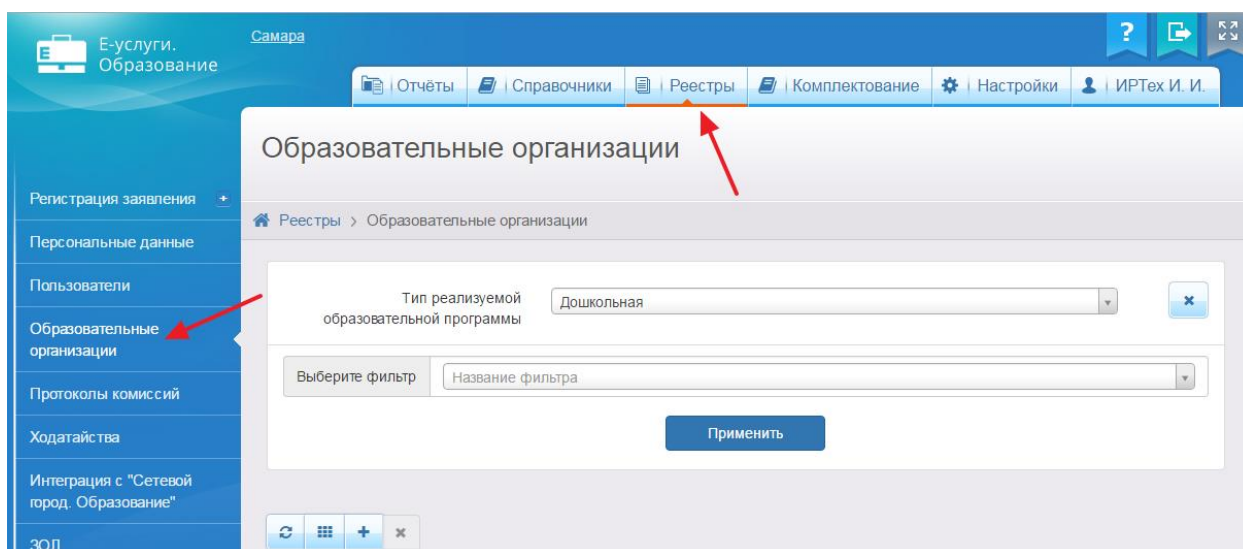 Е-услуги.
Образование
Самара
Отчёты
Справочники
Реестры
Комплектование
Настройки
ИРТех И. И.
Образовательные организации
Регистрация заявления
Персональные данные
Пользователи
Образовательные
организации
Протоколы комиссий
Ходатайства
Интеграция с "Сетевой
город. Образование"
ЗОЛ
Реестры > Образовательные организации
Тип реализуемой
образовательной программы
Дошкольная
Выберите фильтр
Название фильтра
Применить